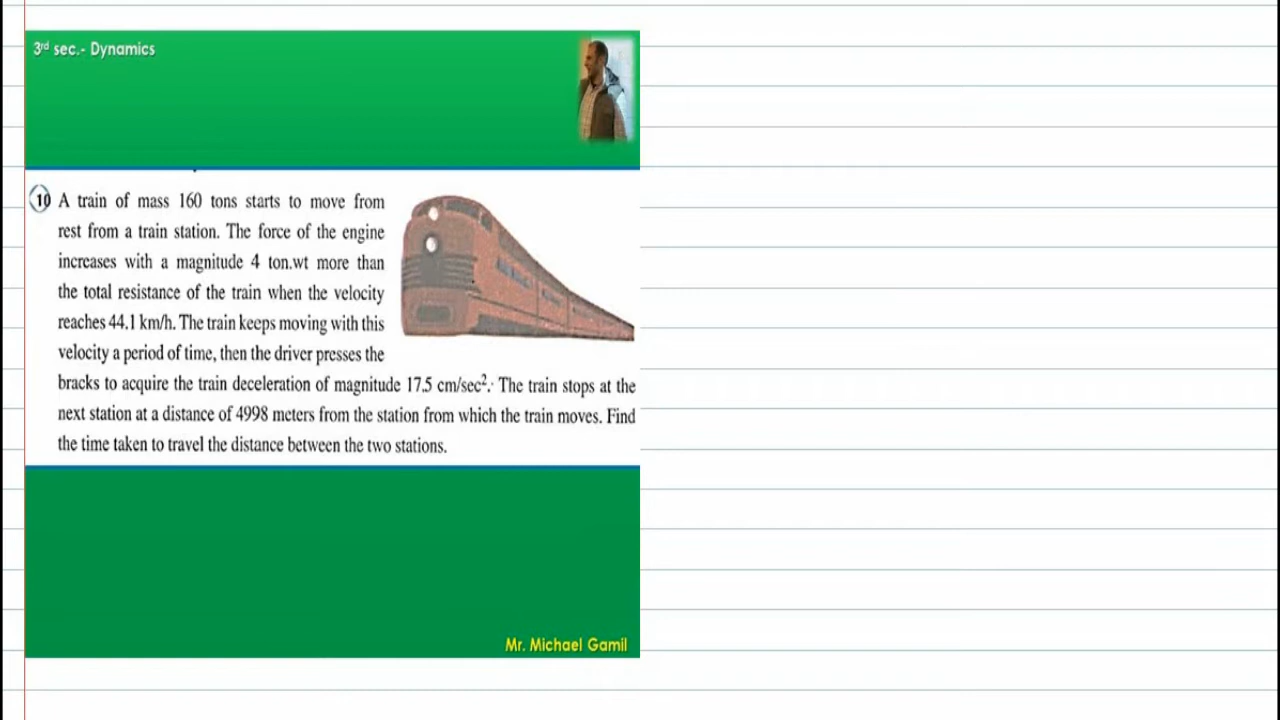 3rd sec.- Dynamics
10 A train of mass 160 tons starts to move from
rest from a train station. The force of the engine
increases with a magnitude 4 ton.wt more than
the total resistance of the train when the velocity
reaches 44.1 km/h. The train keeps moving with this
velocity a period of time, then the driver presses the
bracks to acquire the train deceleration of magnitude 17.5 cm/sec². The train stops at the
next station at a distance of 4998 meters from the station from which the train moves. Find
the time taken to travel the distance between the two stations.
Mr. Michael Gamil